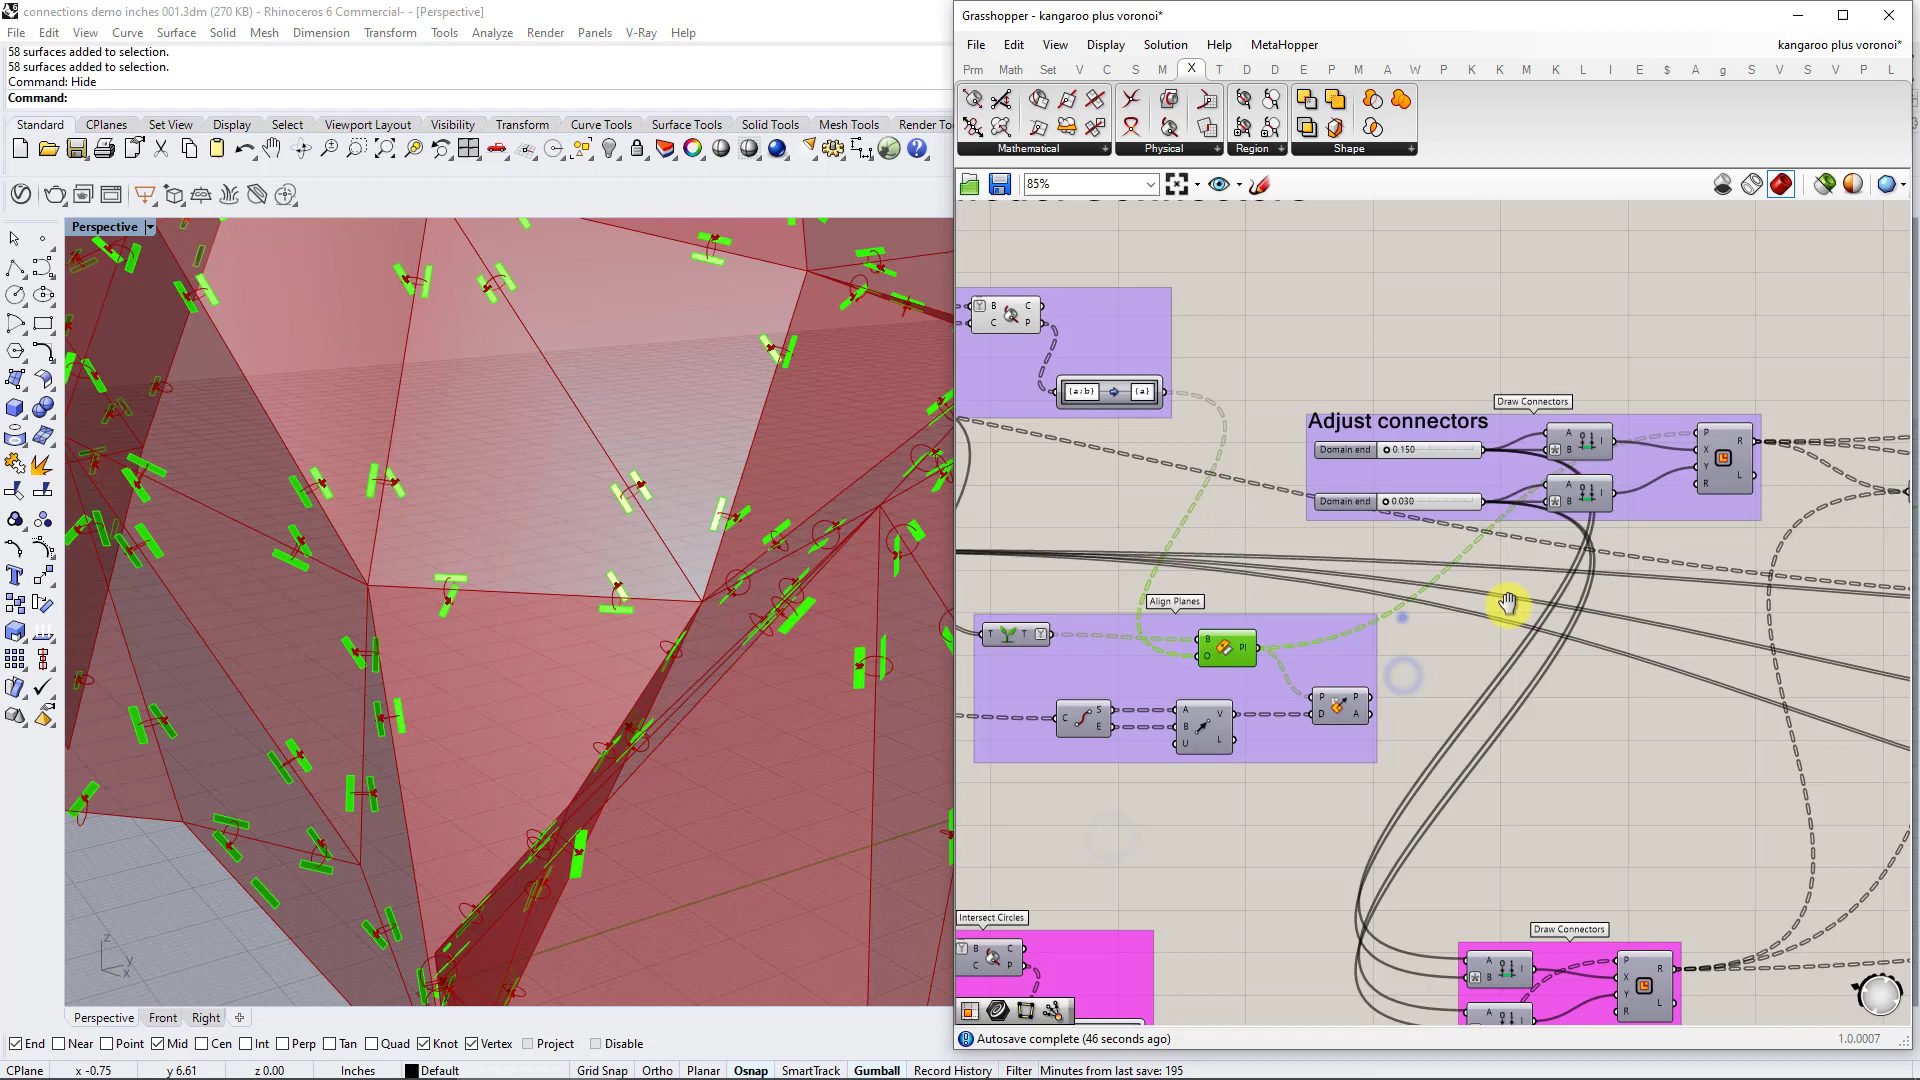 connections demo inches 001.3dm (270 KB) - Rhinoceros 6 Commercial- - [Perspective]
File Edit View Curve Surface Solid Mesh Dimension Transform Tools Analyze Render Panels V-Ray Help
58 surfaces added to selection.
58 surfaces added to selection.
Command: Hide
Command:
Standard CPlanes Set View Display Select Viewport Layout Visibility Transform Curve Tools Surface Tools Solid Tools Mesh Tools Render To
Perspective
z
y
x
Perspective Front Right
End Near Point Mid Cen Int Perp Tan Quad Knot Vertex Project Disable
CPlane x -0.75 y 6.61 z 0.00 Inches Default Grid Snap Ortho Planar Osnap SmartTrack Gumball Record History Filter Minutes from last save: 195
Grasshopper - kangaroo plus voronoi*
File Edit View Display Solution Help MetaHopper kangaroo plus voronoi*
Prm Math Set V C S M X T D D E P M A W P K K M K L I E $ A g S V S V P L
Mathematical Physical Region Shape
85%
B C
C P
{a;b} {a}
Draw Connectors
Adjust connectors
Domain end 0.150
A B I
Domain end 0.030
A B I
P X Y R R L
Align Planes
T T
B O Pl
C S E
A B U V L
P D P A
Intersect Circles
B C
C P
Draw Connectors
A B I
A
P X Y R R L
Autosave complete (46 seconds ago)
1.0.0007